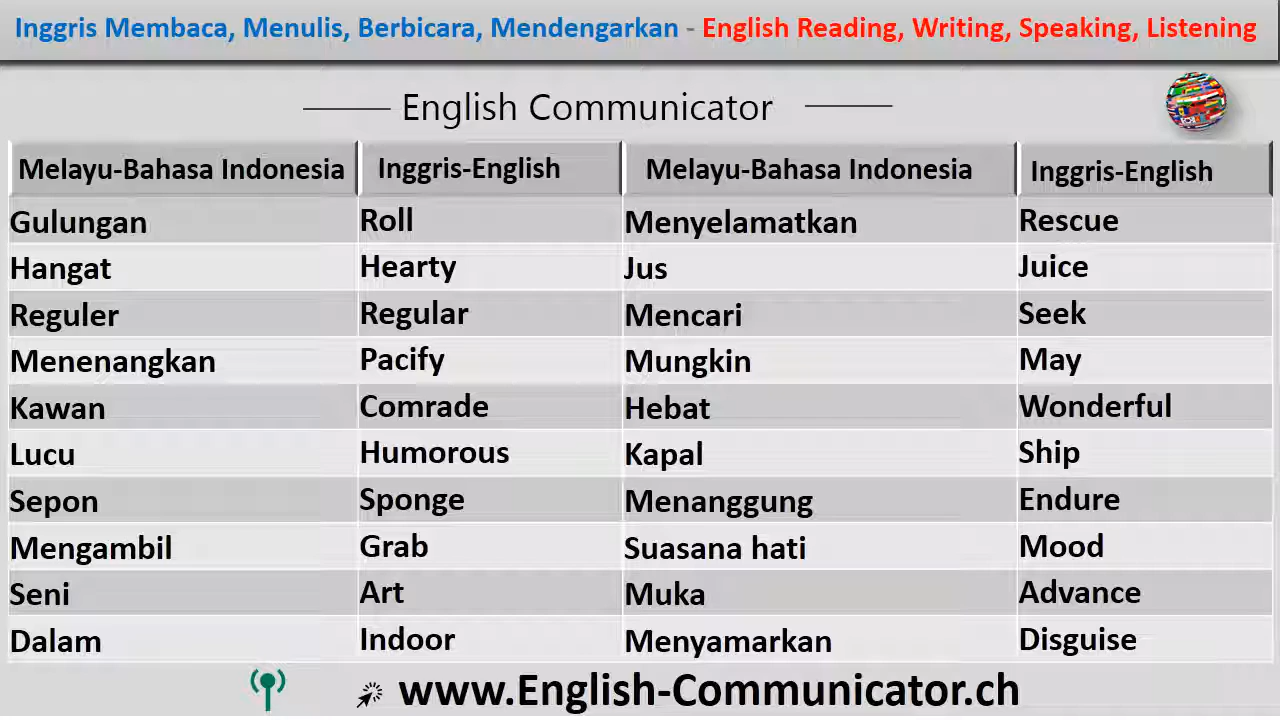 Inggris Membaca, Menulis, Berbicara, Mendengarkan - English Reading, Writing, Speaking, Listening
English Communicator
Melayu-Bahasa Indonesia Inggris-English Melayu-Bahasa Indonesia Inggris-English
Gulungan Roll Menyelamatkan Rescue
Hangat Hearty Jus Juice
Reguler Regular Mencari Seek
Menenangkan Pacify Mungkin May
Kawan Comrade Hebat Wonderful
Lucu Humorous Kapal Ship
Sepon Sponge Menanggung Endure
Mengambil Grab Suasana hati Mood
Seni Art Muka Advance
Dalam Indoor Menyamarkan Disguise
www.English-Communicator.ch